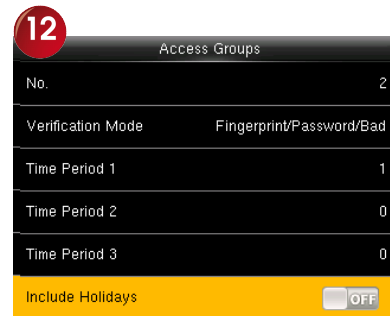 12
Access Groups
No. 2
Verification Mode Fingerprint/Password/Bad
Time Period 1 1
Time Period 2 0
Time Period 3 0
Include Holidays OFF